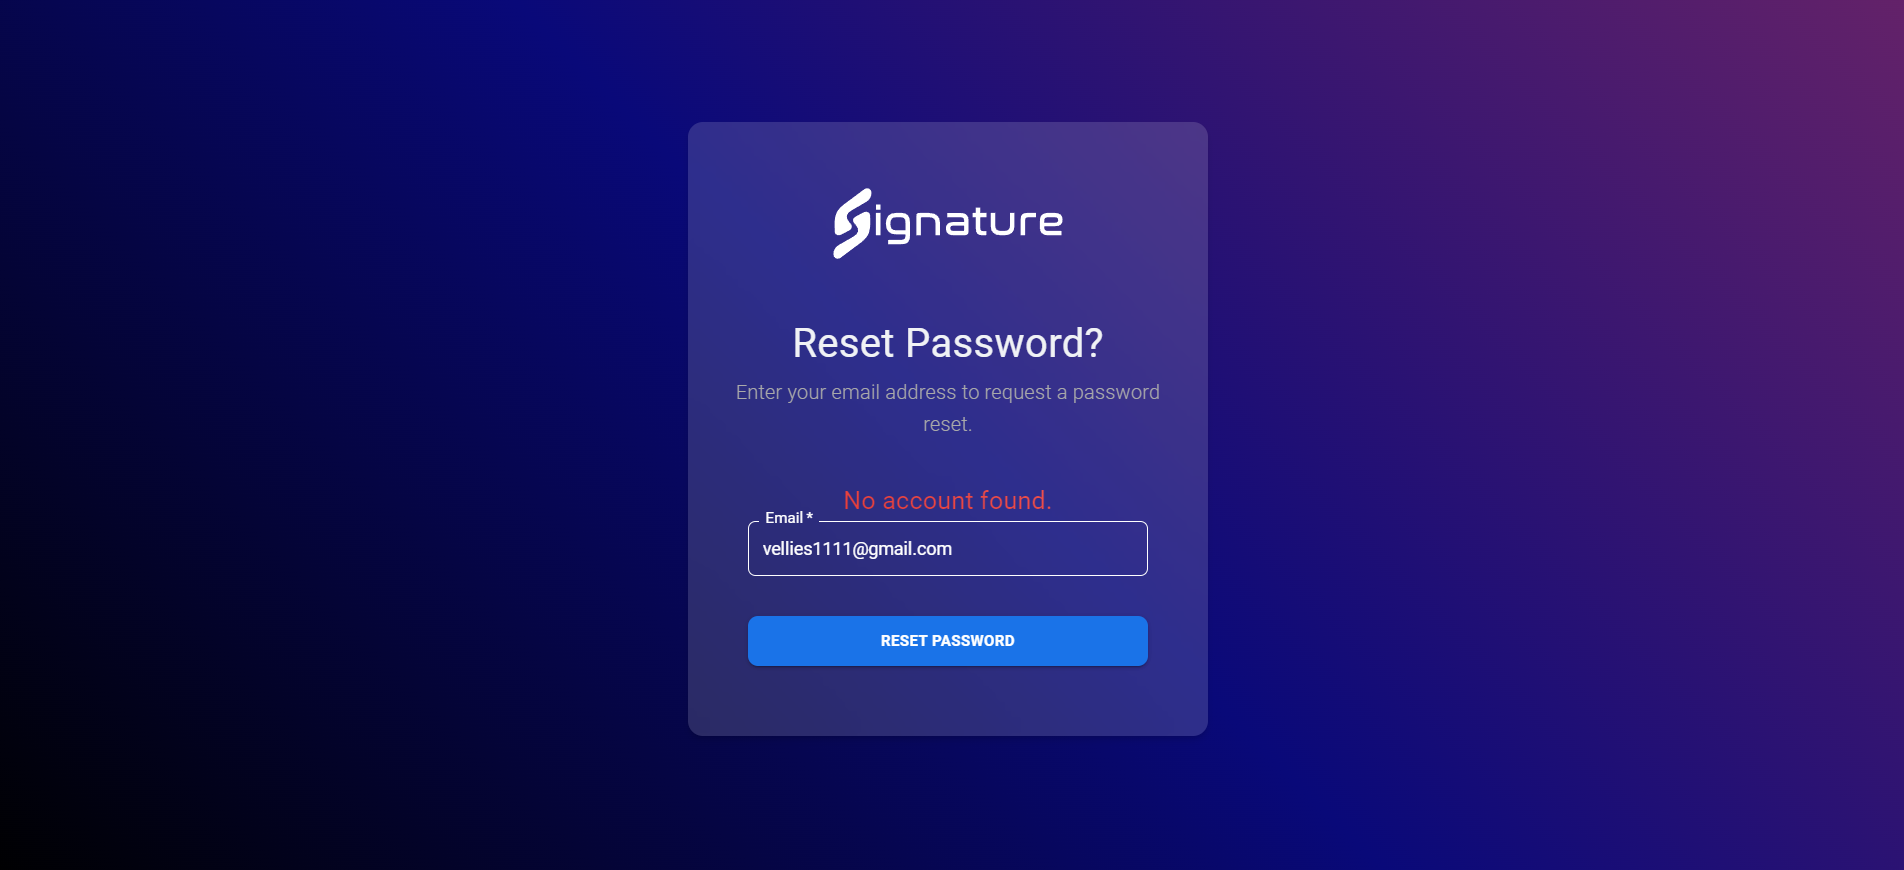 Signature
Reset Password?
Enter your email address to request a password
reset.
No account found.
Email *
vellies1111@gmail.com
RESET PASSWORD